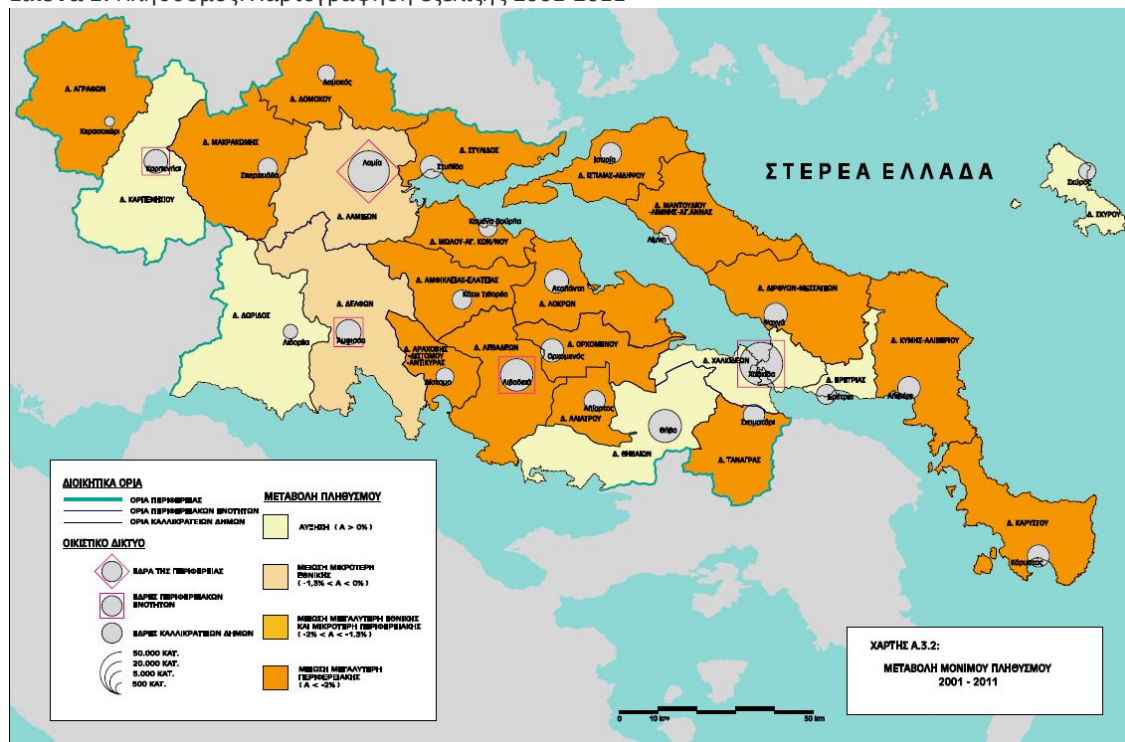 ΣΤΕΡΕΑ ΕΛΛΑΔΑ
Δ. ΑΓΡΑΦΩΝ
Κερασοχώρι
Δ. ΔΟΜΟΚΟΥ
Δομοκός
Δ. ΜΑΚΡΑΚΩΜΗΣ
Σπερχειάδα
Καρπενήσι
Δ. ΚΑΡΠΕΝΗΣΙΟΥ
Λαμία
Δ. ΛΑΜΙΕΩΝ
Δ. ΣΤΥΛΙΔΟΣ
Στυλίδα
Ιστιαία
Δ. ΙΣΤΙΑΙΑΣ-ΑΙΔΗΨΟΥ
Δ. ΜΑΝΤΟΥΔΙΟΥ
-ΛΙΜΝΗΣ-ΑΓ.ΑΝΝΑΣ
Λίμνη
Σκύρος
Δ. ΣΚΥΡΟΥ
Καμένα Βούρλα
Δ. ΜΩΛΟΥ-ΑΓ. ΚΩΝ/ΝΟΥ
Δ. ΑΜΦΙΚΛΕΙΑΣ-ΕΛΑΤΕΙΑΣ
Κάτω Τιθορέα
Αταλάντη
Δ. ΛΟΚΡΩΝ
Δ. ΔΙΡΦΥΩΝ-ΜΕΣΣΑΠΙΩΝ
Ψαχνά
Δ. ΚΥΜΗΣ-ΑΛΙΒΕΡΙΟΥ
Αλιβέρι
Δ. ΔΩΡΙΔΟΣ
Λιδορίκι
Δ. ΔΕΛΦΩΝ
Άμφισσα
Δ. ΑΡΑΧΟΒΗΣ
-ΔΙΣΤΟΜΟΥ
-ΑΝΤΙΚΥΡΑΣ
Δίστομο
Δ. ΛΕΒΑΔΕΩΝ
Λιβαδειά
Δ. ΟΡΧΟΜΕΝΟΥ
Ορχομενός
Αλίαρτος
Δ. ΑΛΙΑΡΤΟΥ
Δ. ΧΑΛΚΙΔΕΩΝ
Χαλκίδα
Δ. ΕΡΕΤΡΙΑΣ
Ερέτρια
Θήβα
Δ. ΘΗΒΑΙΩΝ
Σχηματάρι
Δ. ΤΑΝΑΓΡΑΣ
Δ. ΚΑΡΥΣΤΟΥ
Κάρυστος
ΔΙΟΙΚΗΤΙΚΑ ΟΡΙΑ
ΟΡΙΑ ΠΕΡΙΦΕΡΕΙΑΣ
ΟΡΙΑ ΠΕΡΙΦΕΡΕΙΑΚΩΝ ΕΝΟΤΗΤΩΝ
ΟΡΙΑ ΚΑΛΛΙΚΡΑΤΕΙΩΝ ΔΗΜΩΝ
ΟΙΚΙΣΤΙΚΟ ΔΙΚΤΥΟ
ΕΔΡΑ ΤΗΣ ΠΕΡΙΦΕΡΕΙΑΣ
ΕΔΡΕΣ ΠΕΡΙΦΕΡΕΙΑΚΩΝ
ΕΝΟΤΗΤΩΝ
ΕΔΡΕΣ ΚΑΛΛΙΚΡΑΤΕΙΩΝ ΔΗΜΩΝ
50.000 ΚΑΤ.
20.000 ΚΑΤ.
5.000 ΚΑΤ.
500 ΚΑΤ.
ΜΕΤΑΒΟΛΗ ΠΛΗΘΥΣΜΟΥ
ΑΥΞΗΣΗ ( Α > 0% )
ΜΕΙΩΣΗ ΜΙΚΡΟΤΕΡΗ
ΕΘΝΙΚΗΣ
( -1,3% < Α < 0% )
ΜΕΙΩΣΗ ΜΕΓΑΛΥΤΕΡΗ ΕΘΝΙΚΗΣ
ΚΑΙ ΜΙΚΡΟΤΕΡΗ ΠΕΡΙΦΕΡΕΙΑΚΗΣ
( -2% < Α < -1.3% )
ΜΕΙΩΣΗ ΜΕΓΑΛΥΤΕΡΗ
ΠΕΡΙΦΕΡΕΙΑΚΗΣ
( Α < -2% )
0 10 km 50 km
ΧΑΡΤΗΣ Α.3.2:
ΜΕΤΑΒΟΛΗ ΜΟΝΙΜΟΥ ΠΛΗΘΥΣΜΟΥ
2001 - 2011